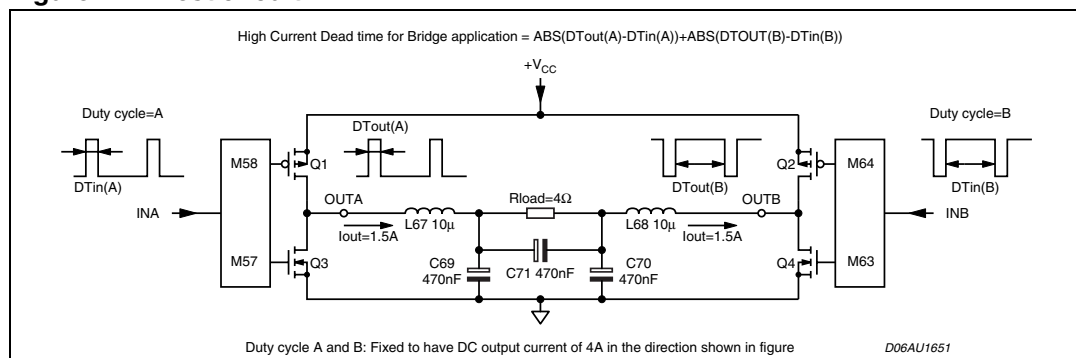 High Current Dead time for Bridge application = ABS(DTout(A)-DTin(A))+ABS(DTOUT(B)-DTin(B))
+VCC
Duty cycle=A
DTout(A)
Duty cycle=B
M58
Q1
Q2
M64
DTin(A)
DTout(B)
DTin(B)
INA
OUTA
Rload=4Ω
OUTB
INB
L67 10μ
L68 10μ
Iout=1.5A
Iout=1.5A
M57
Q3
C69
470nF
C71 470nF
C70
470nF
Q4
M63
Duty cycle A and B: Fixed to have DC output current of 4A in the direction shown in figure
D06AU1651